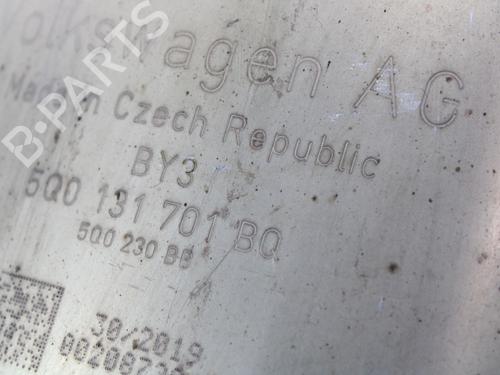 Volkswagen AG
Made in Czech Republic
BY3
5Q0 131 701 BQ
5Q0 230 BB
30/2019
B-PARTS